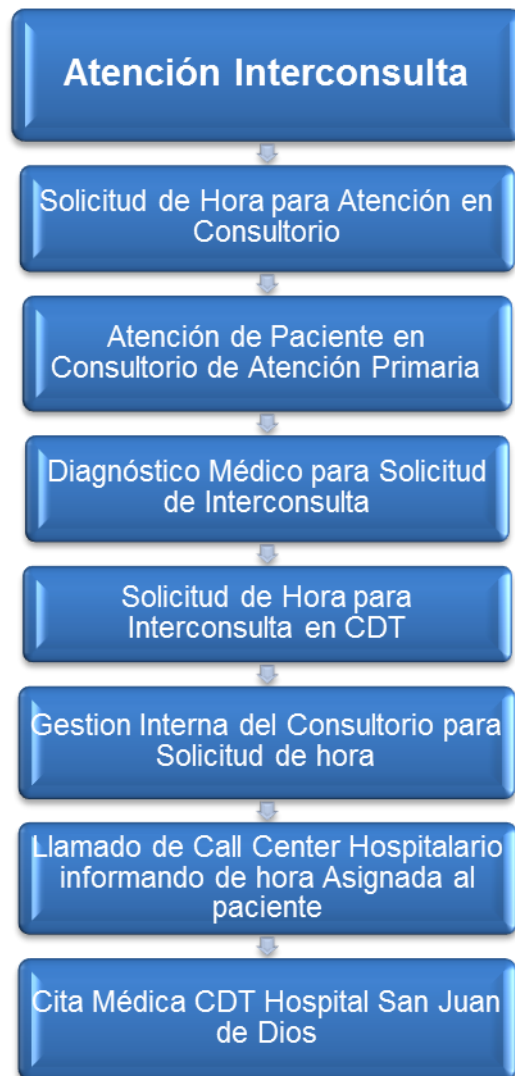 Atención Interconsulta
Solicitud de Hora para Atención en
Consultorio
Atención de Paciente en
Consultorio de Atención Primaria
Diagnóstico Médico para Solicitud
de Interconsulta
Solicitud de Hora para
Interconsulta en CDT
Gestion Interna del Consultorio para
Solicitud de hora
Llamado de Call Center Hospitalario
informando de hora Asignada al
paciente
Cita Médica CDT Hospital San Juan
de Dios